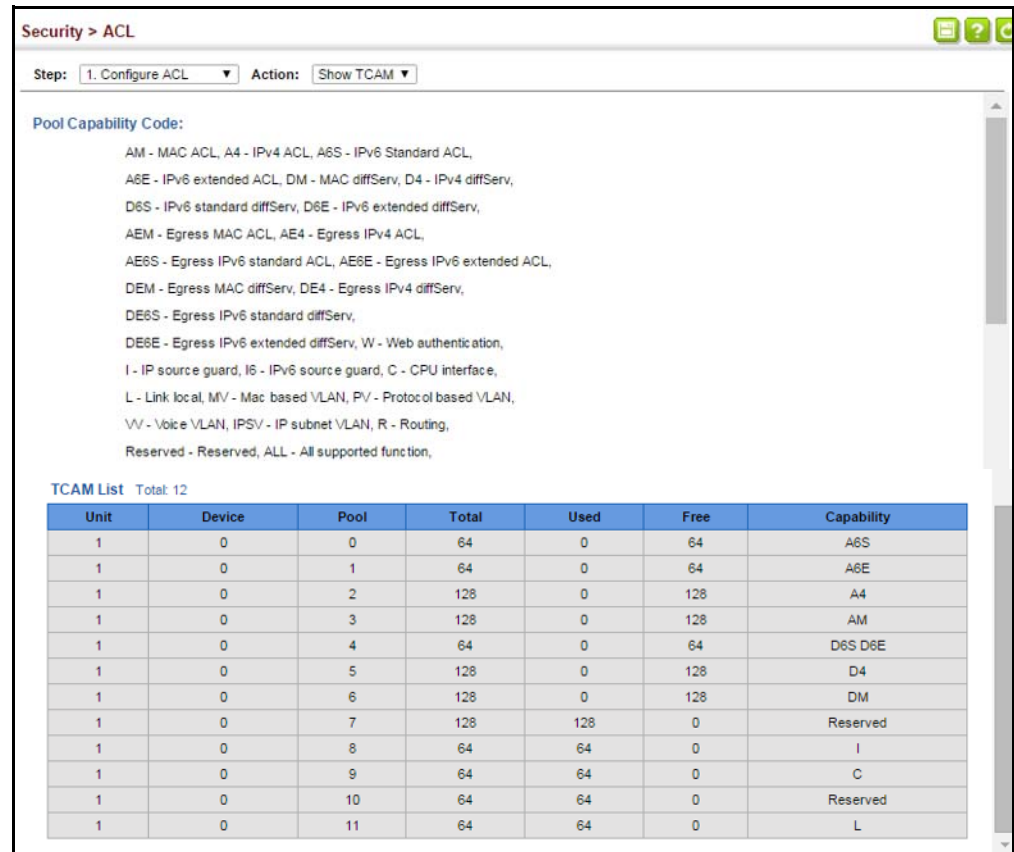 Security > ACL
Step: 1. Configure ACL Action: Show TCAM
Pool Capability Code:
AM - MAC ACL, A4 - IPv4 ACL, A6S - IPv6 Standard ACL,
A6E - IPv6 extended ACL, DM - MAC diffServ, D4 - IPv4 diffServ,
D6S - IPv6 standard diffServ, D6E - IPv6 extended diffServ,
AEM - Egress MAC ACL, AE4 - Egress IPv4 ACL,
AE6S - Egress IPv6 standard ACL, AE6E - Egress IPv6 extended ACL,
DEM - Egress MAC diffServ, DE4 - Egress IPv4 diffServ,
DE6S - Egress IPv6 standard diffServ,
DE6E - Egress IPv6 extended diffServ, W - Web authentication,
I - IP source guard, I6 - IPv6 source guard, C - CPU interface,
L - Link local, MV - Mac based VLAN, PV - Protocol based VLAN,
VV - Voice VLAN, IPSV - IP subnet VLAN, R - Routing,
Reserved - Reserved, ALL - All supported function,
TCAM List Total: 12
Unit Device Pool Total Used Free Capability
1 0 0 64 0 64 A6S
1 0 1 64 0 64 A6E
1 0 2 128 0 128 A4
1 0 3 128 0 128 AM
1 0 4 64 0 64 D6S D6E
1 0 5 128 0 128 D4
1 0 6 128 0 128 DM
1 0 7 128 128 0 Reserved
1 0 8 64 64 0 I
1 0 9 64 64 0 C
1 0 10 64 64 0 Reserved
1 0 11 64 64 0 L